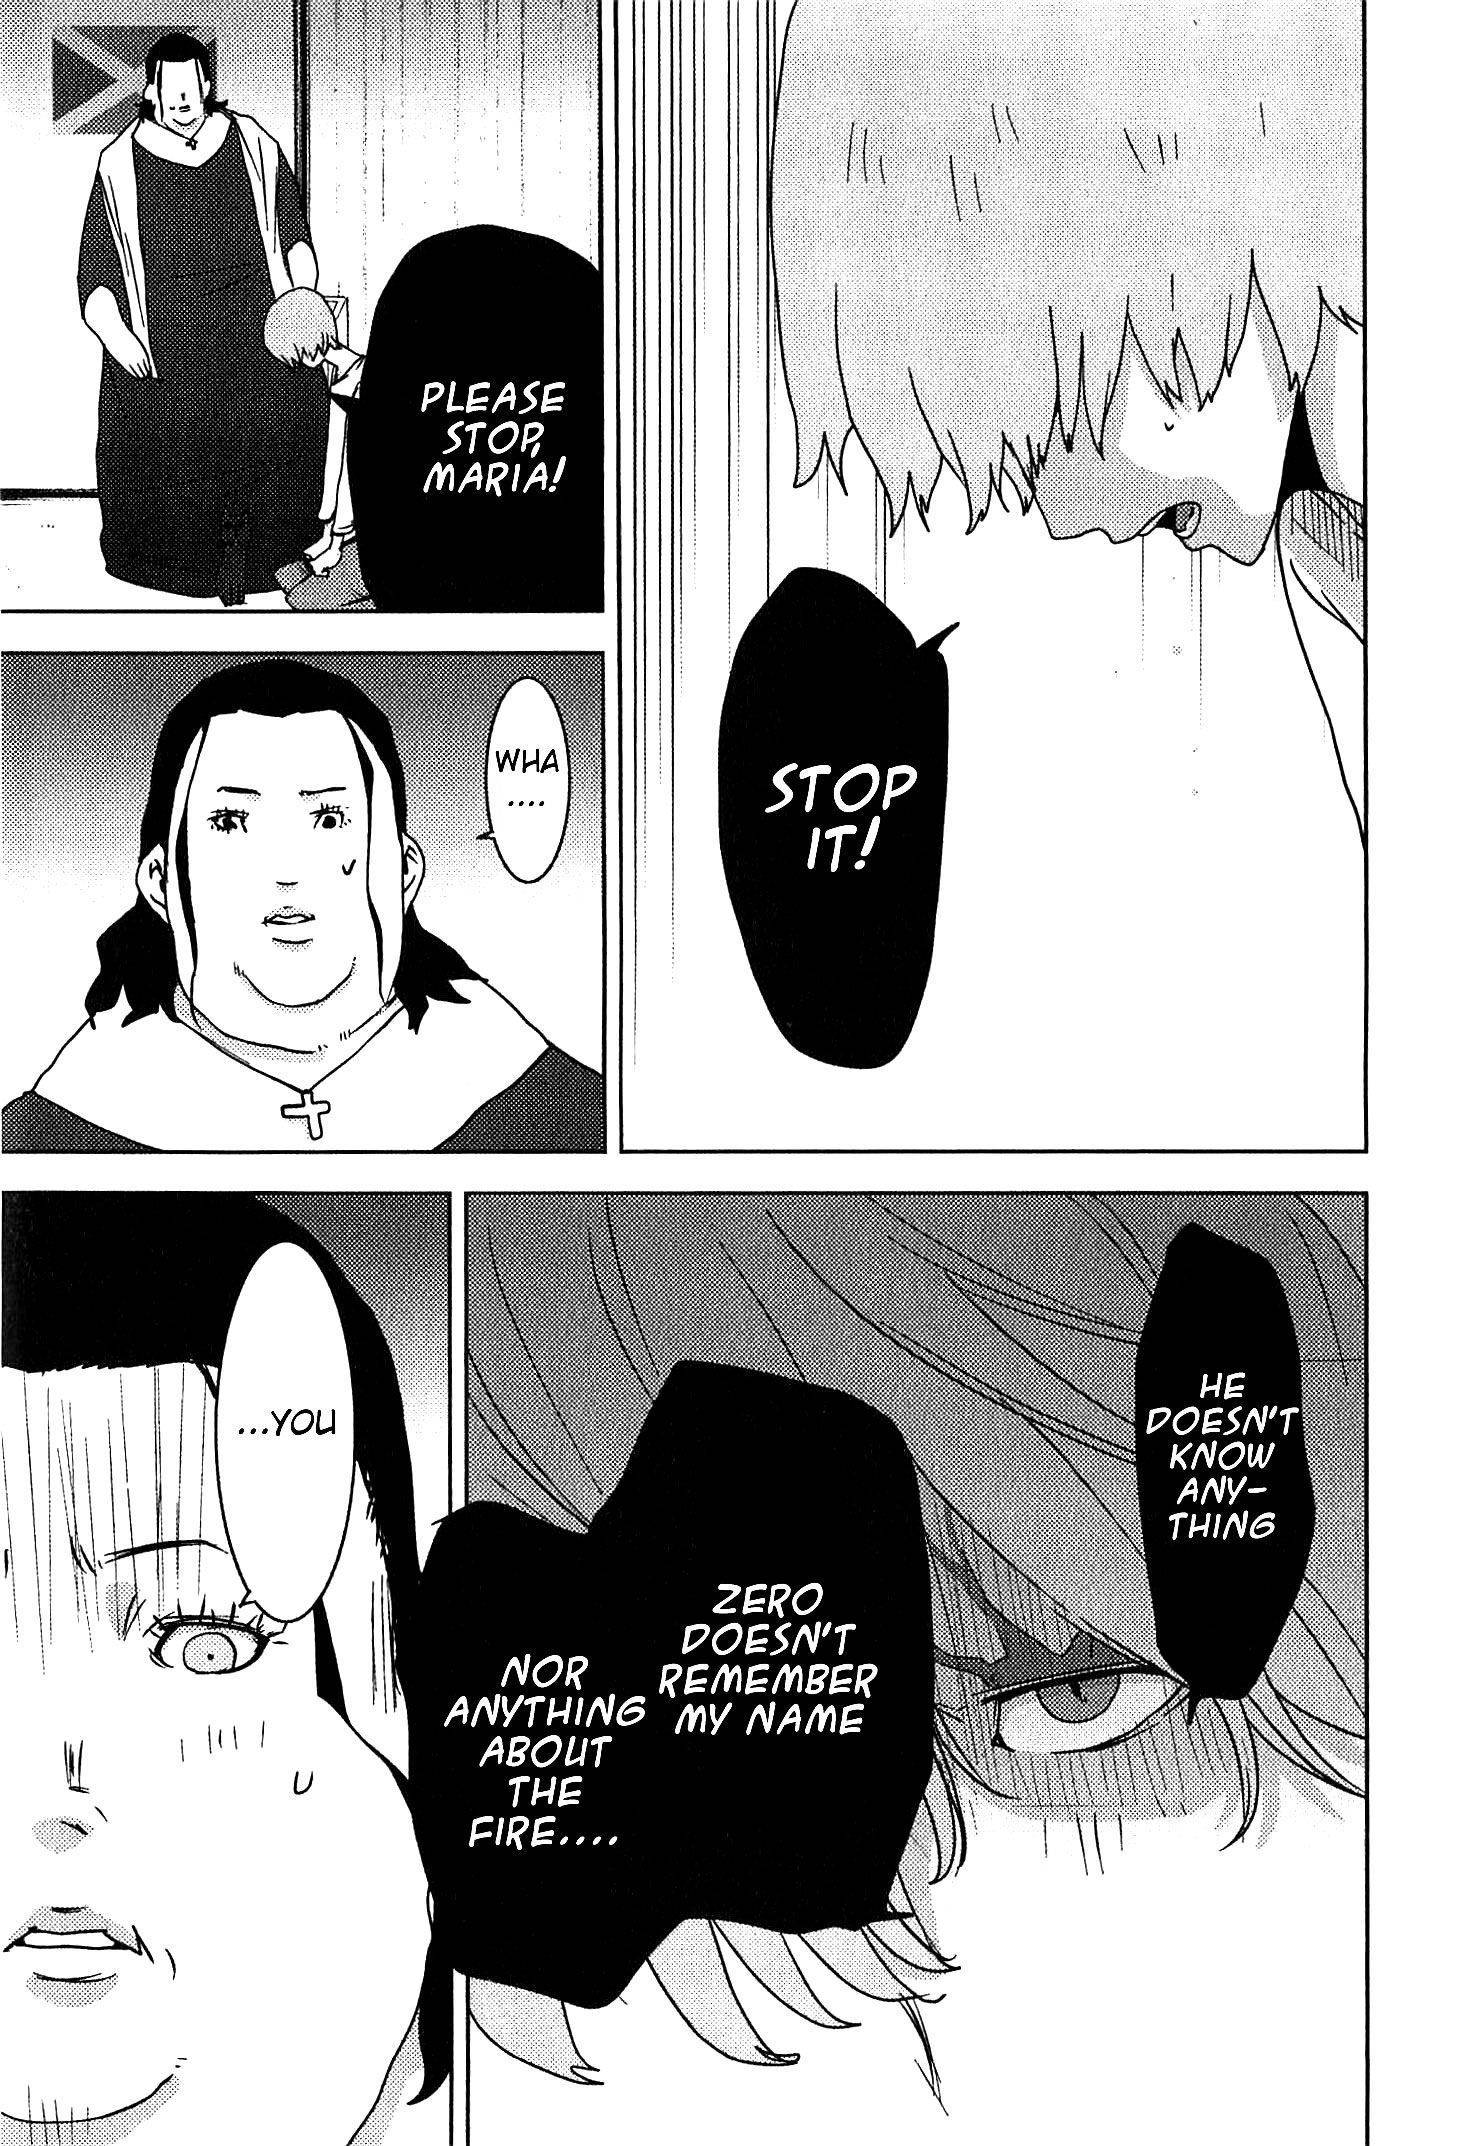 STOP
IT!
PLEASE
STOP,
MARIA!
WHA
....
HE
DOESN'T
KNOW
ANY-
THING
ZERO
DOESN'T
REMEMBER
MY NAME
NOR
ANYTHING
ABOUT
THE
FIRE....
...YOU